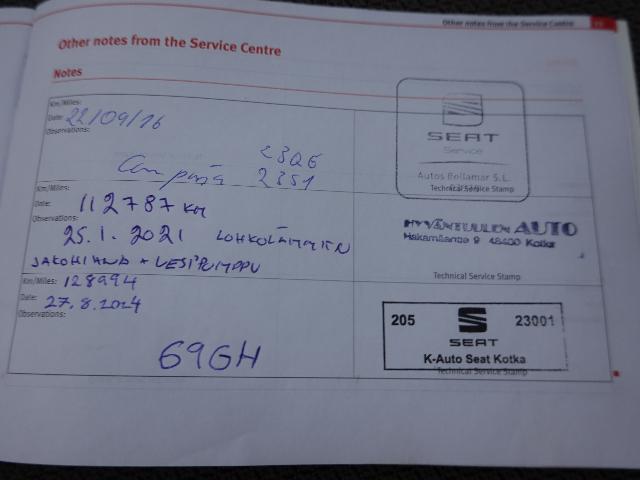 Other notes from the Service Centre
Other notes from the Service Centre
Notes
Km/Miles:
Date: 22/09/16
Observations:
Campaña
23Q6
23S1
SEAT
Service
Autos Bellamar S.L.
Technical Service Stamp
Km/Miles:
Date: 112787 KM
Observations:
25.1.2021 LOHKOLÄMMITIN
JAKOHIHNA + VESIPUMPPU
HYVÄNTUULEN AUTO
Hakamäentie 9 48400 Kotka
Technical Service Stamp
Km/Miles: 128994
Date: 27.8.2024
Observations:
69GH
205 23001
SEAT
K-Auto Seat Kotka
Technical Service Stamp